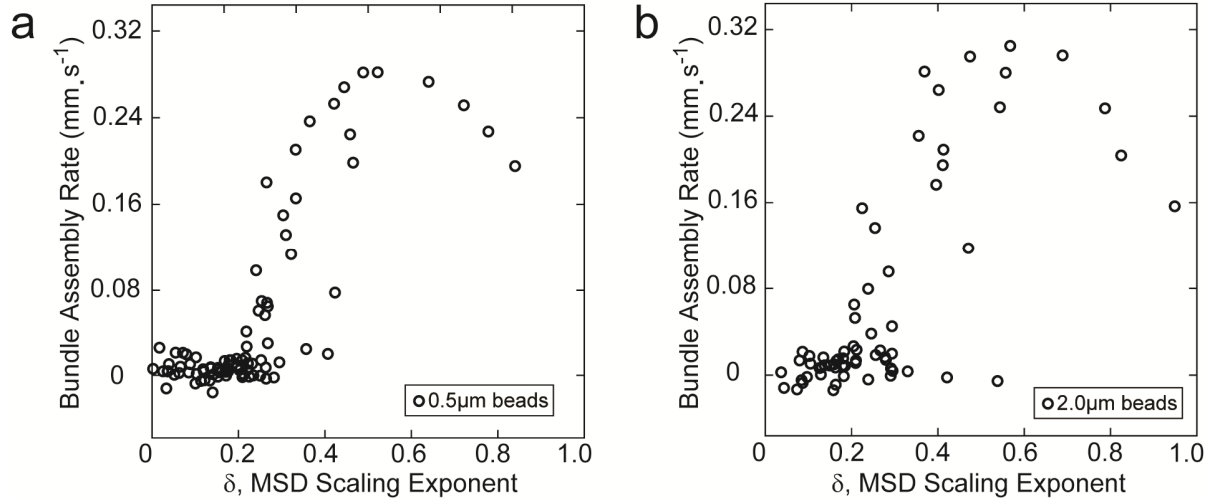 a
Bundle Assembly Rate (mm.s⁻¹)
0.32
0.24
0.16
0.08
0
0 0.2 0.4 0.6 0.8 1.0
δ, MSD Scaling Exponent
0.5μm beads
b
Bundle Assembly Rate (mm.s⁻¹)
0.32
0.24
0.16
0.08
0
0 0.2 0.4 0.6 0.8 1.0
δ, MSD Scaling Exponent
2.0μm beads